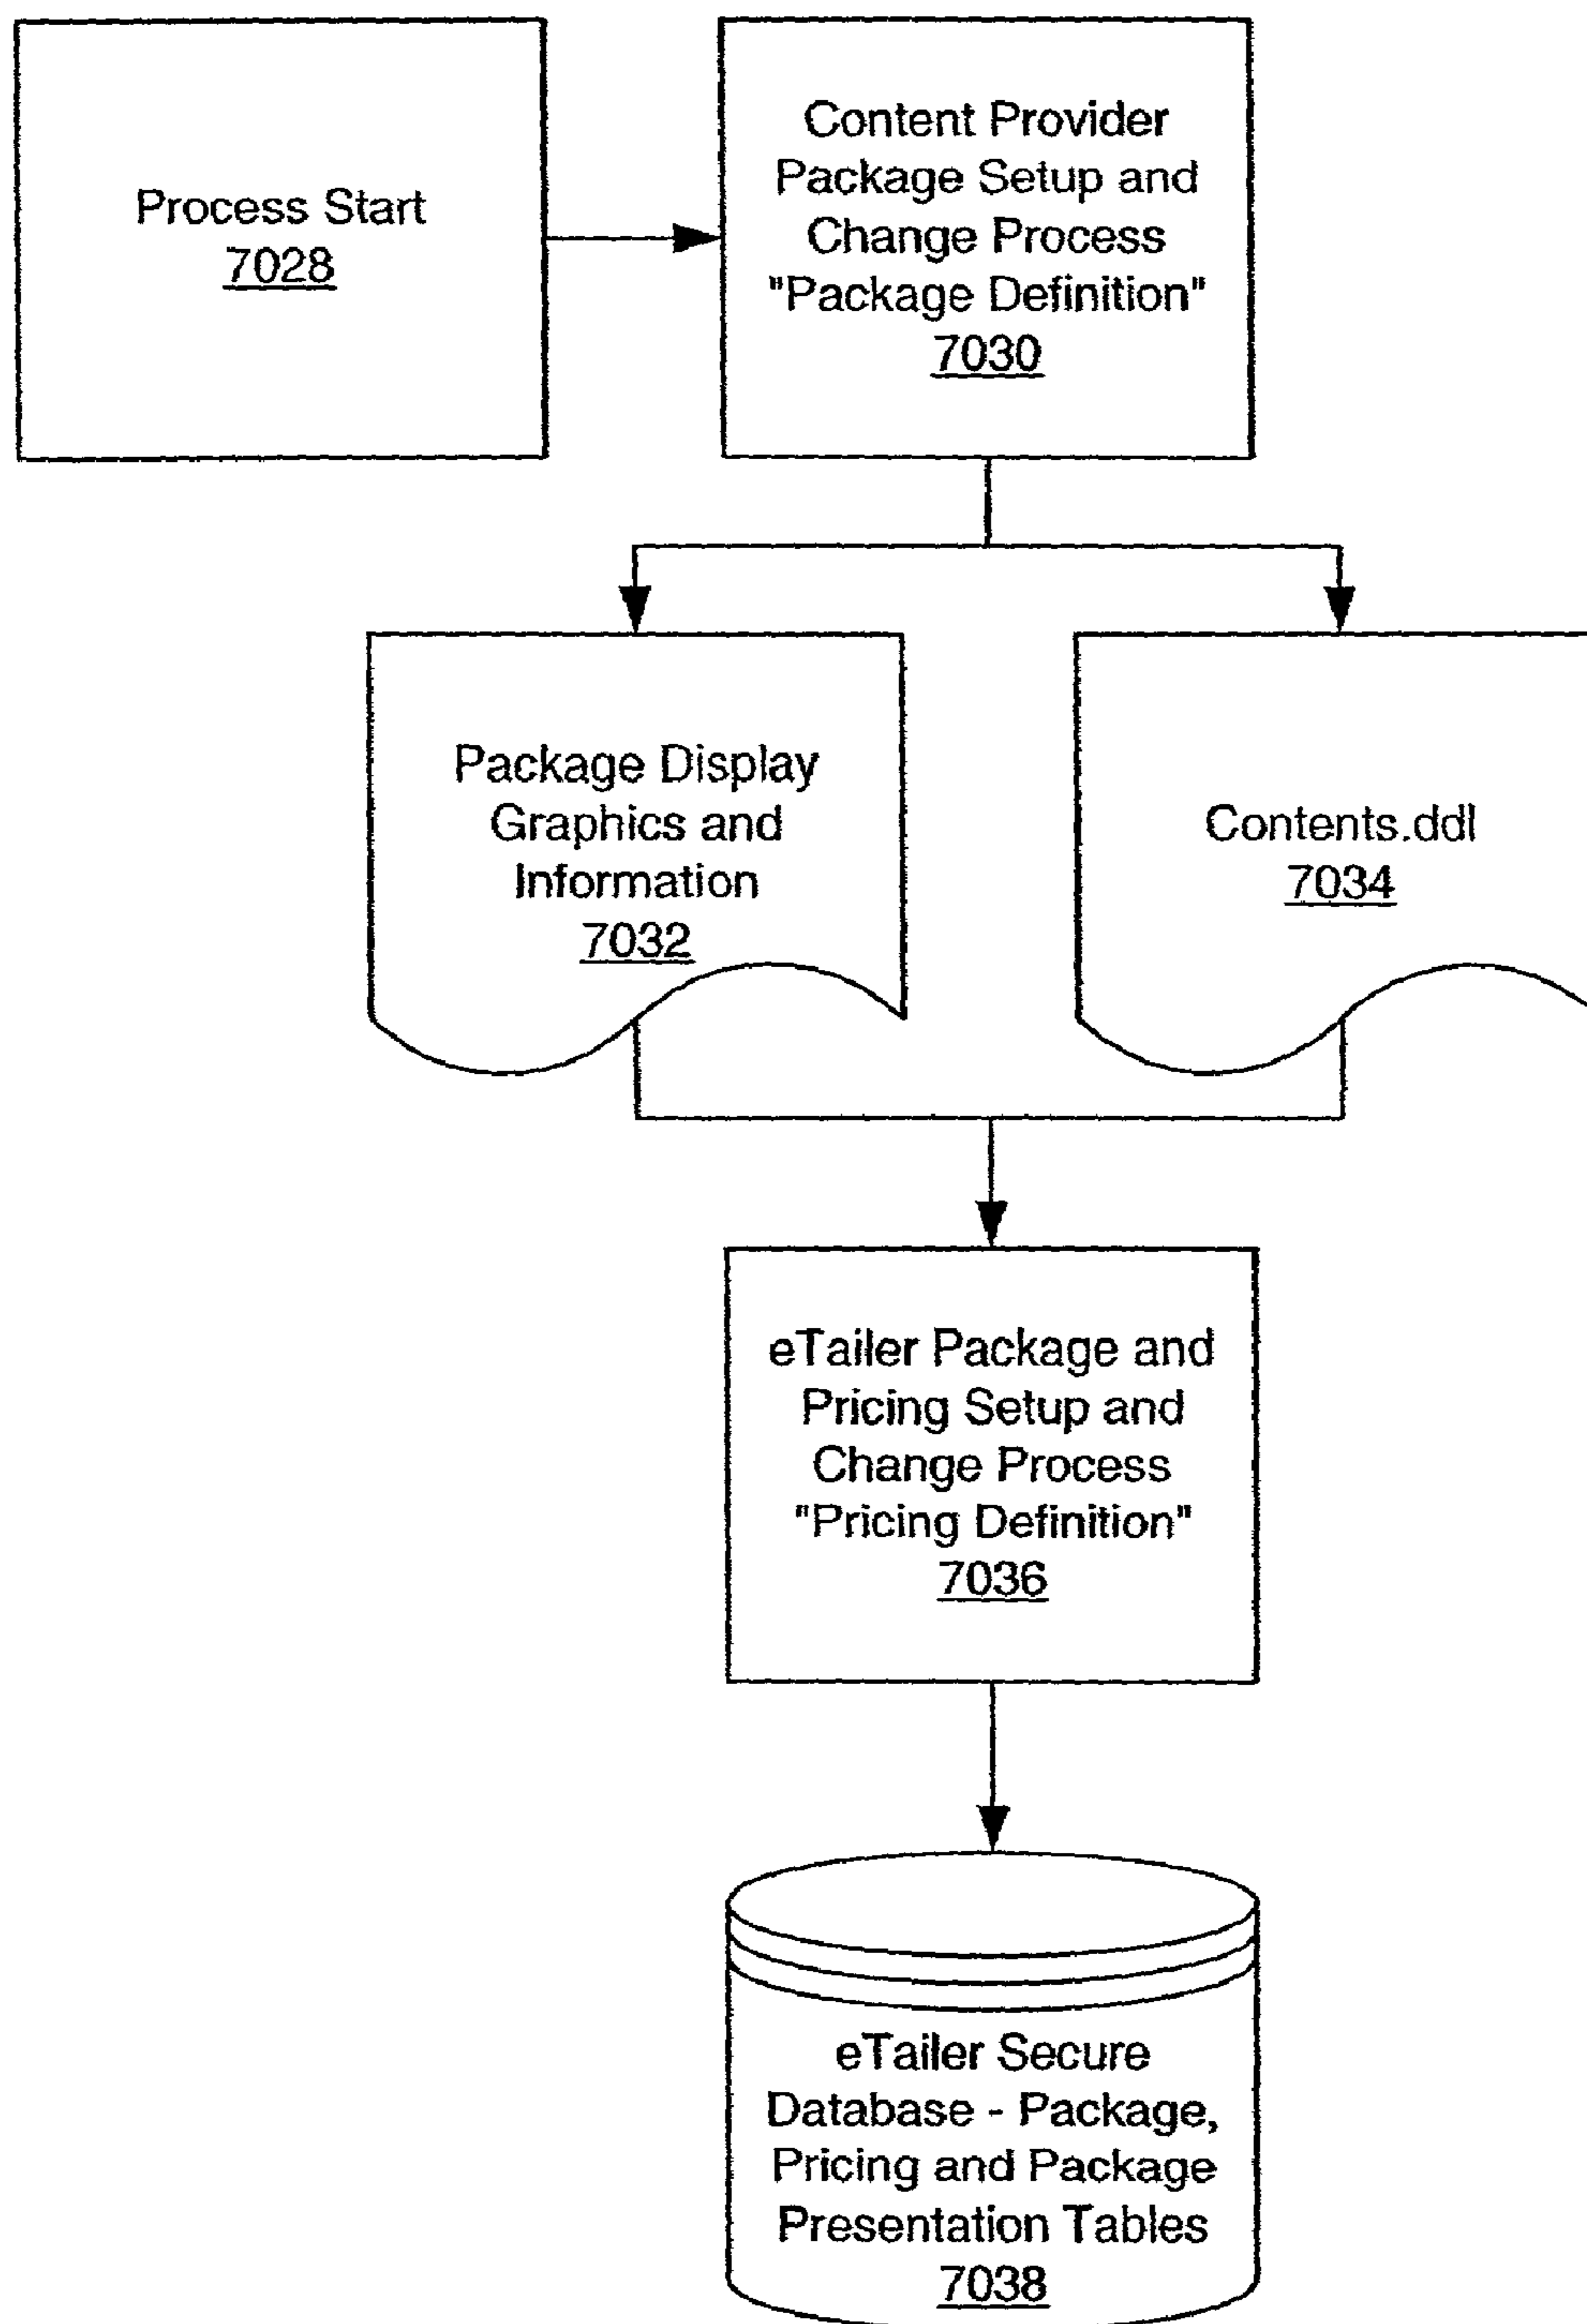 Process Start
7028
Content Provider
Package Setup and
Change Process
"Package Definition"
7030
Package Display
Graphics and
Information
7032
Contents.ddl
7034
eTailer Package and
Pricing Setup and
Change Process
"Pricing Definition"
7036
eTailer Secure
Database - Package,
Pricing and Package
Presentation Tables
7038